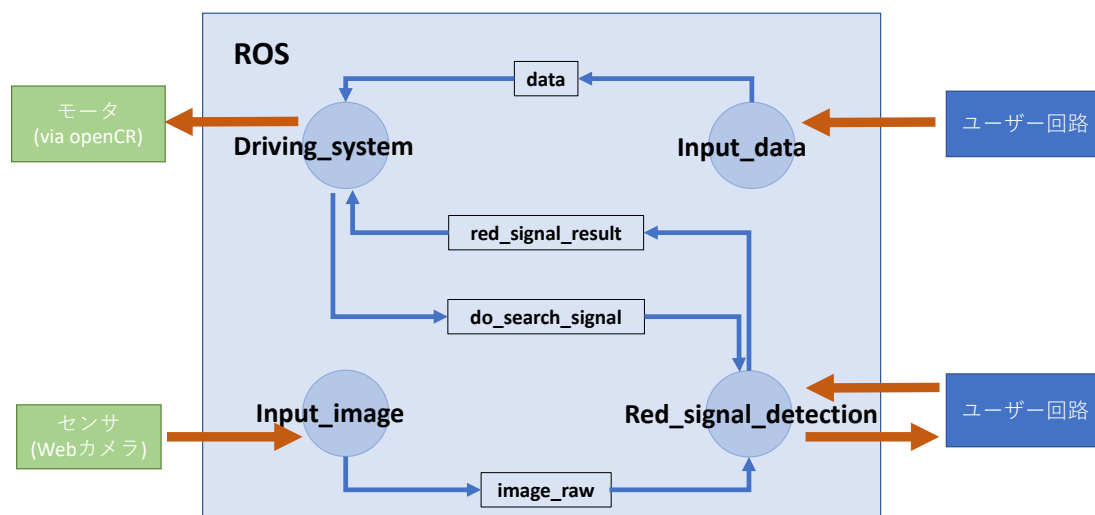 ROS
data
モータ
(via openCR)
Driving_system
Input_data
ユーザー回路
red_signal_result
do_search_signal
センサ
(Webカメラ)
Input_image
Red_signal_detection
ユーザー回路
image_raw